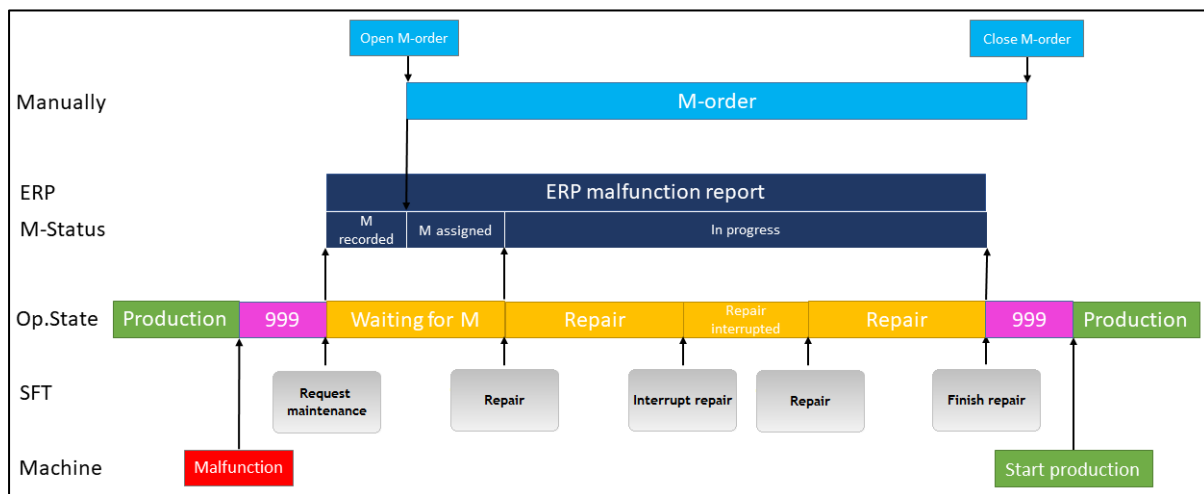 Open M-order
Close M-order
Manually
M-order
ERP
ERP malfunction report
M-Status
M
recorded
M assigned
In progress
Op.State
Production
999
Waiting for M
Repair
Repair
interrupted
Repair
999
Production
SFT
Request
maintenance
Repair
Interrupt repair
Repair
Finish repair
Machine
Malfunction
Start production